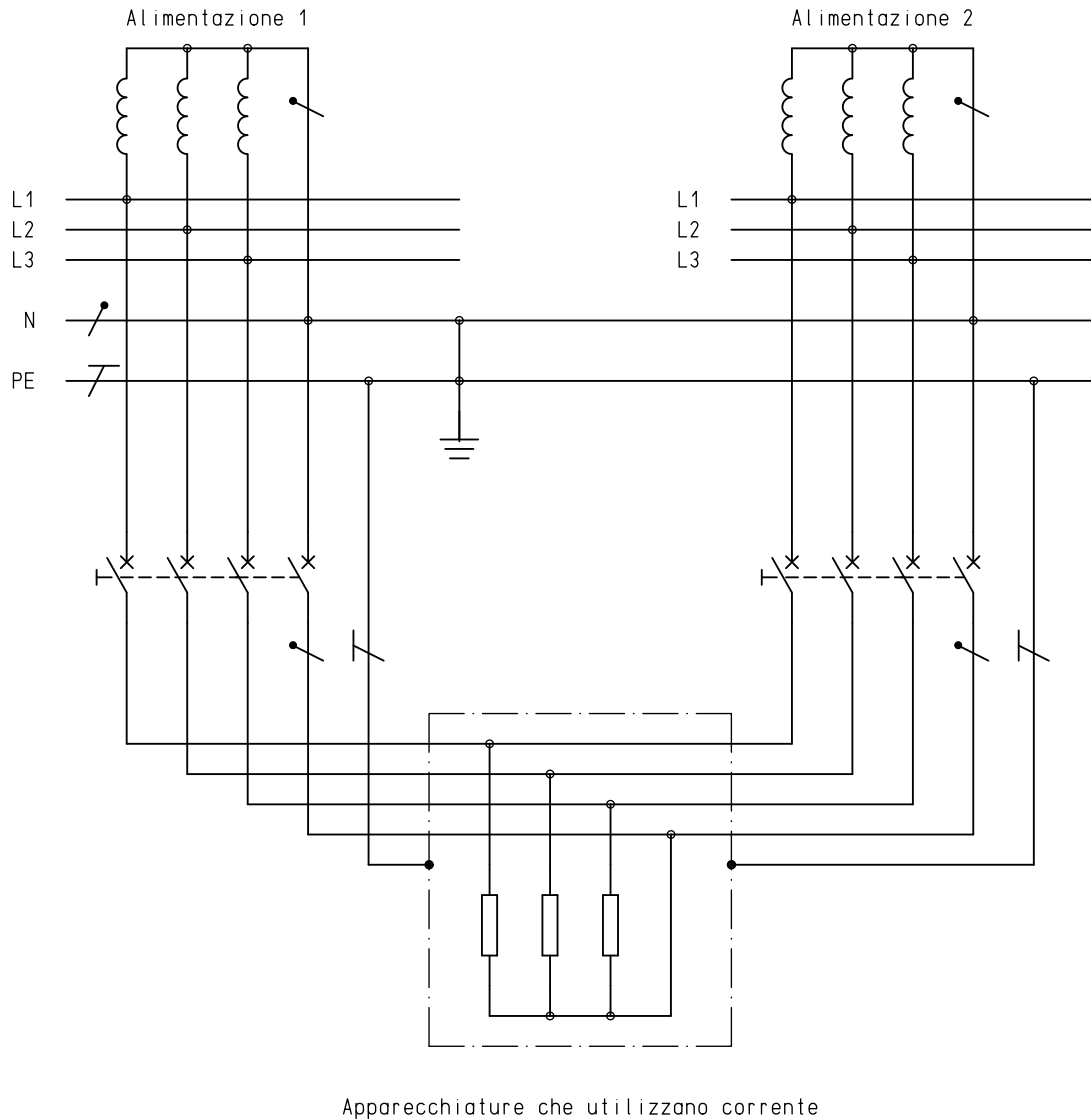 Alimentazione 1
Alimentazione 2
L1
L1
L2
L2
L3
L3
N
PE
Apparecchiature che utilizzano corrente